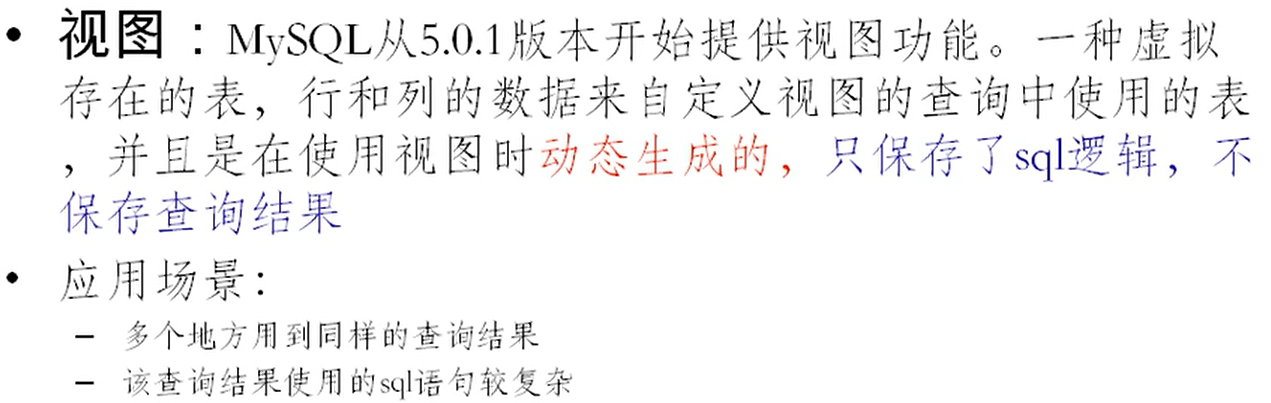 • 视图：MySQL从5.0.1版本开始提供视图功能。一种虚拟
存在的表，行和列的数据来自定义视图的查询中使用的表
，并且是在使用视图时动态生成的，只保存了sql逻辑，不
保存查询结果
• 应用场景：
– 多个地方用到同样的查询结果
– 该查询结果使用的sql语句较复杂